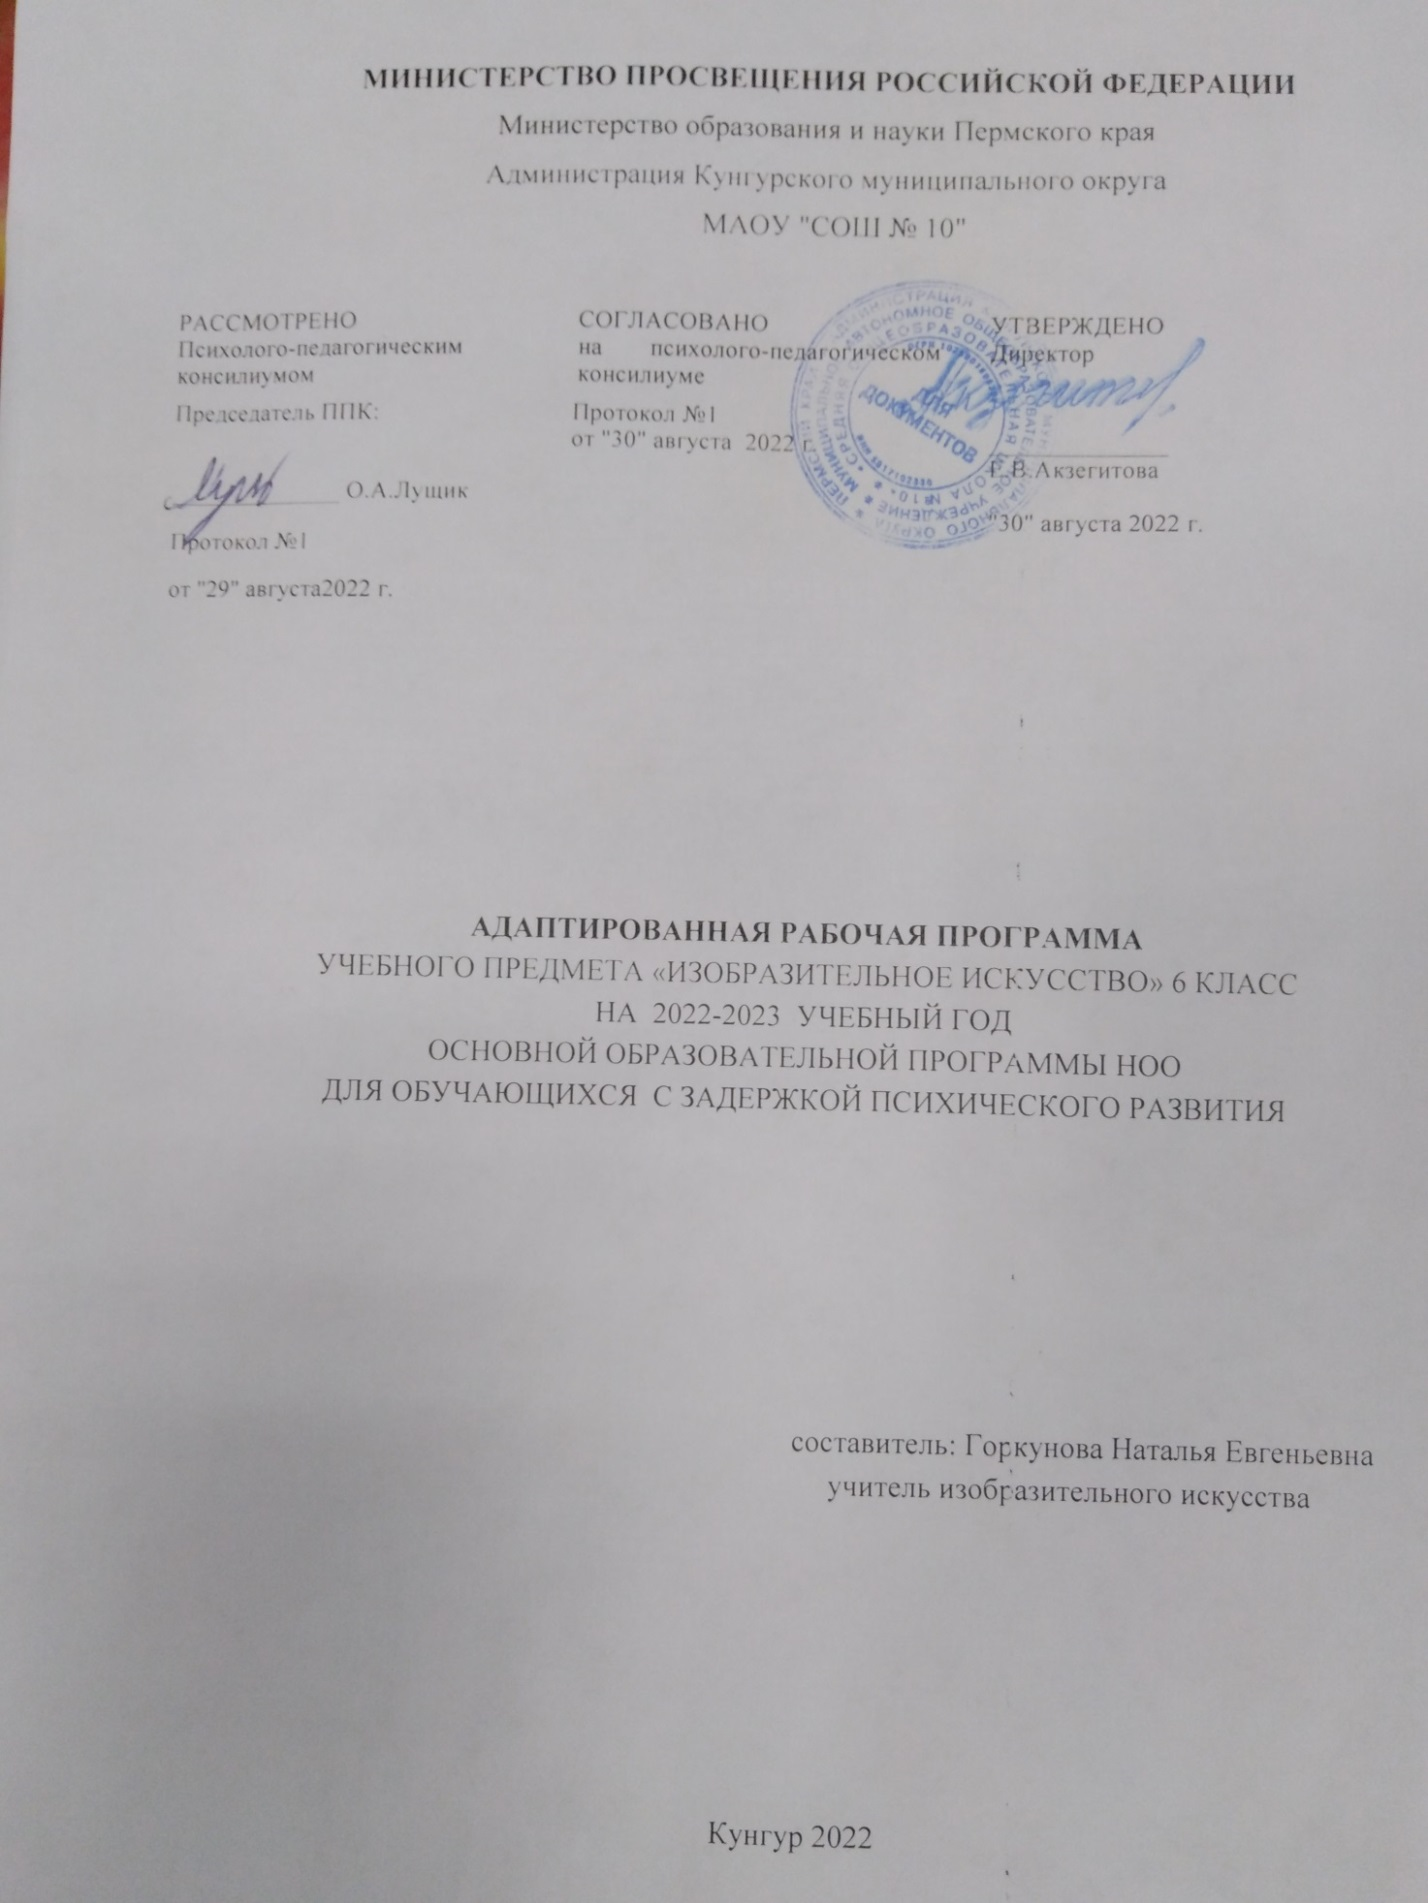 МИНИСТЕРСТВО ПРОСВЕЩЕНИЯ РОССИЙСКОЙ ФЕДЕРАЦИИ
Министерство образования и науки Пермского края
Администрация Кунгурского муниципального округа
МАОУ "СОШ № 10"
РАССМОТРЕНО
Психолого-педагогическим
консилиумом
Председатель ППК:
О.А.Лущик
Протокол №1
от "29" августа2022 г.
СОГЛАСОВАНО
на психолого-педагогическом
консилиуме
Протокол №1
от "30" августа 2022 г.
УТВЕРЖДЕНО
Директор
Г.В.Акзегитова
"30" августа 2022 г.
ДЛЯ
ДОКУМЕНТОВ
АДАПТИРОВАННАЯ РАБОЧАЯ ПРОГРАММА
УЧЕБНОГО ПРЕДМЕТА «ИЗОБРАЗИТЕЛЬНОЕ ИСКУССТВО» 6 КЛАСС
НА 2022-2023 УЧЕБНЫЙ ГОД
ОСНОВНОЙ ОБРАЗОВАТЕЛЬНОЙ ПРОГРАММЫ НОО
ДЛЯ ОБУЧАЮЩИХСЯ С ЗАДЕРЖКОЙ ПСИХИЧЕСКОГО РАЗВИТИЯ
составитель: Горкунова Наталья Евгеньевна
учитель изобразительного искусства
Кунгур 2022